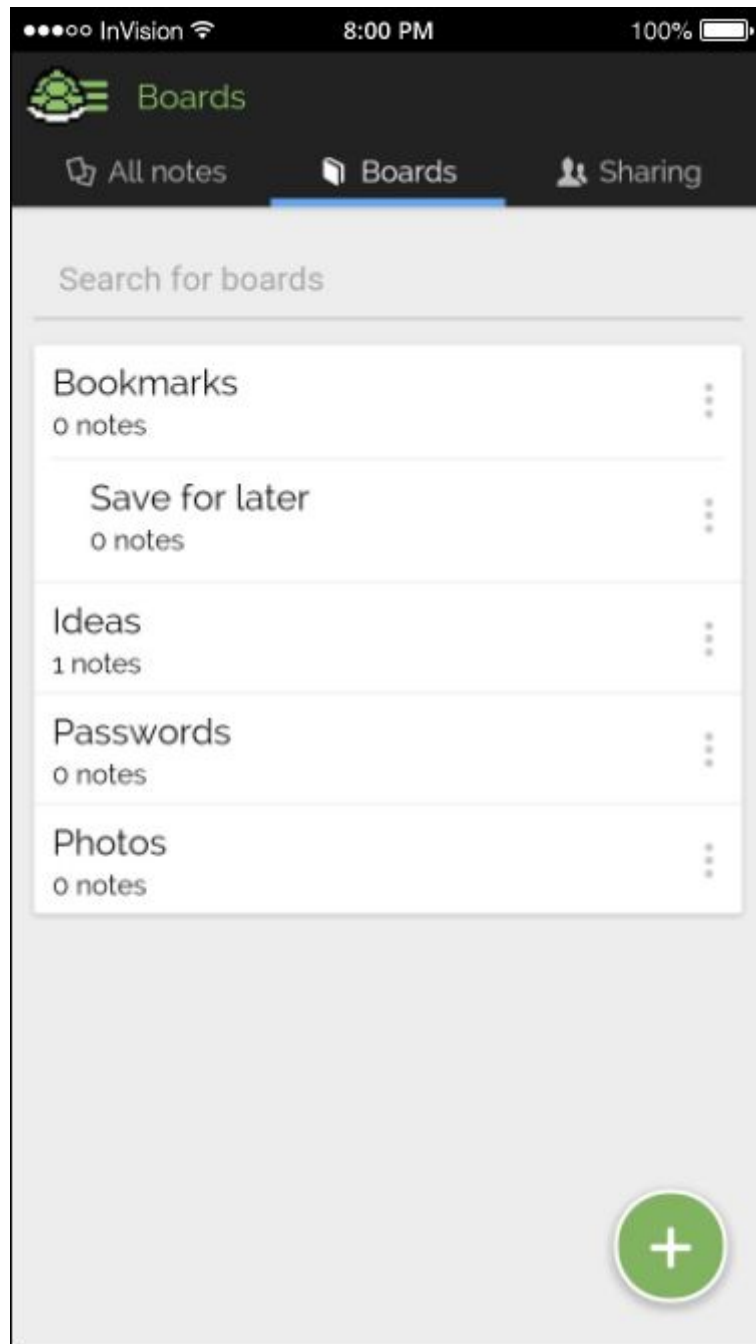 InVision 8:00 PM 100%
Boards
All notes Boards Sharing
Search for boards
Bookmarks
0 notes
Save for later
0 notes
Ideas
1 notes
Passwords
0 notes
Photos
0 notes
+